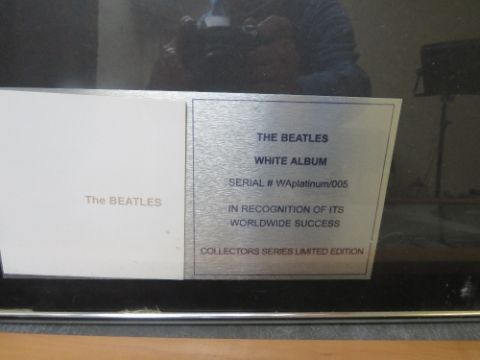 The BEATLES
THE BEATLES
WHITE ALBUM
SERIAL # WAplatinum/005
IN RECOGNITION OF ITS
WORLDWIDE SUCCESS
COLLECTORS SERIES LIMITED EDITION